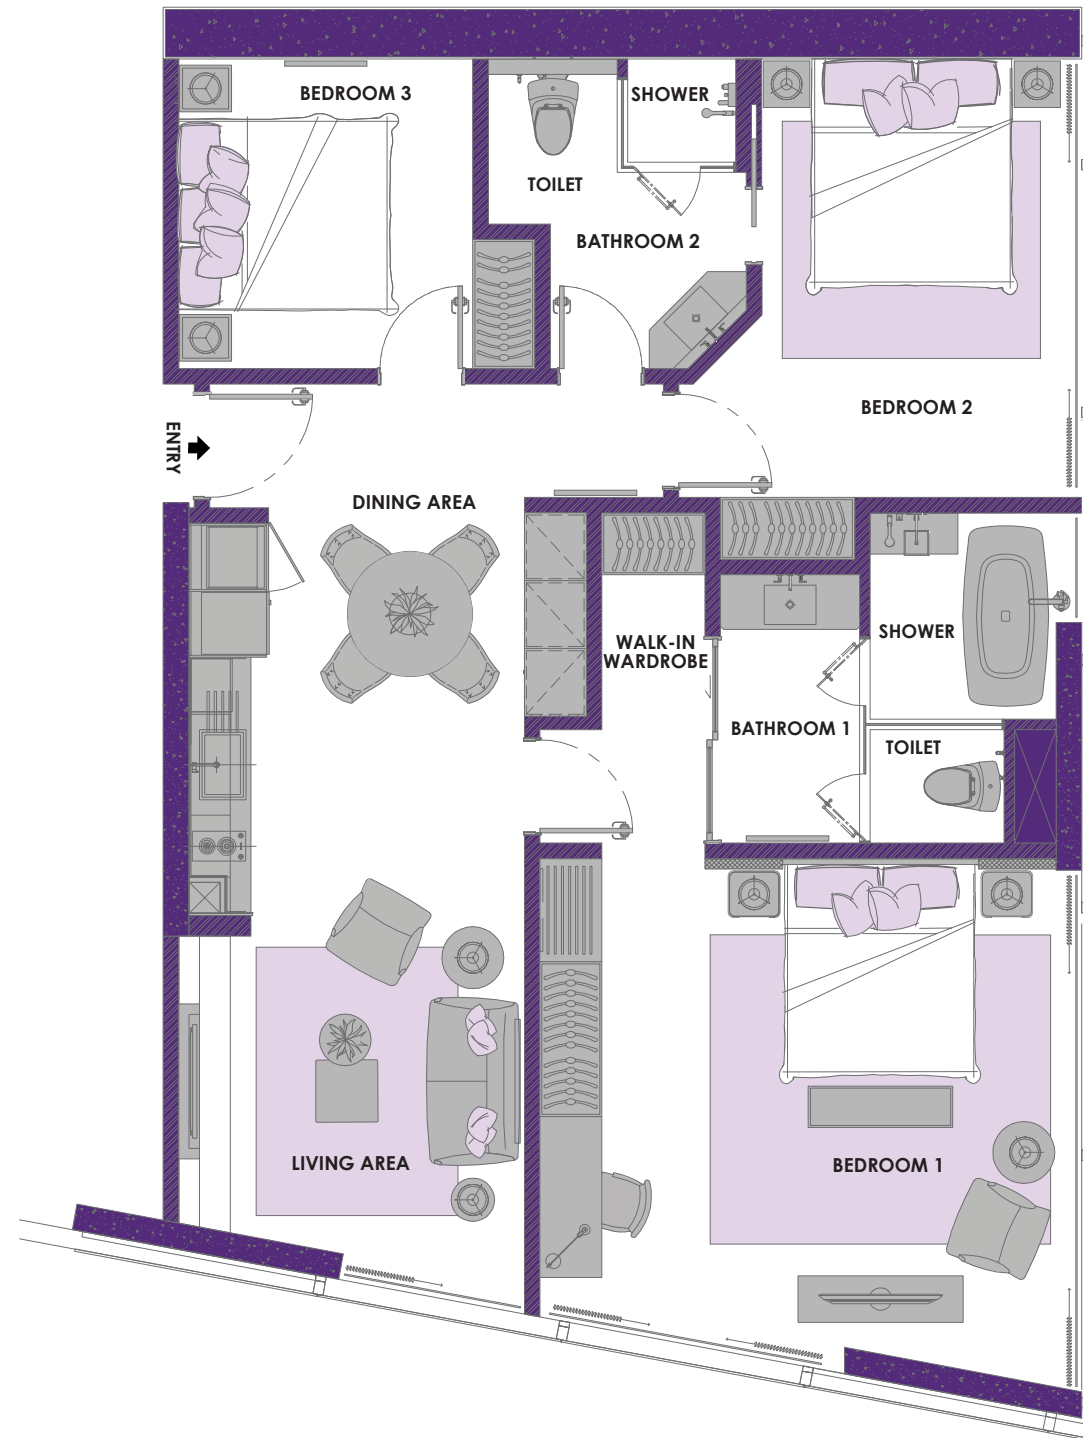 BEDROOM 3
SHOWER
TOILET
BATHROOM 2
BEDROOM 2
ENTRY
DINING AREA
WALK-IN
WARDROBE
SHOWER
BATHROOM 1
TOILET
LIVING AREA
BEDROOM 1